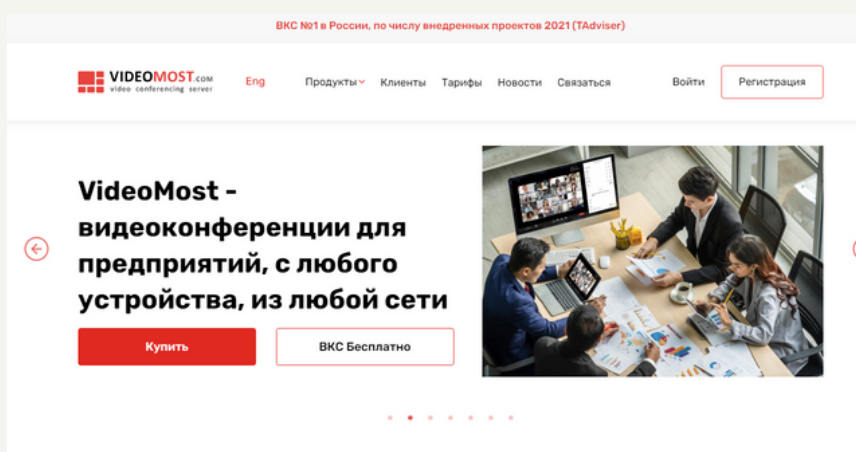 ВКС №1 в России, по числу внедренных проектов 2021 (TAdviser)
VIDEOMOST.COM
video conferencing server
Eng
Продукты
Клиенты
Тарифы
Новости
Связаться
Войти
Регистрация
VideoMost -
видеоконференции для
предприятий, с любого
устройства, из любой сети
Купить
ВКС Бесплатно